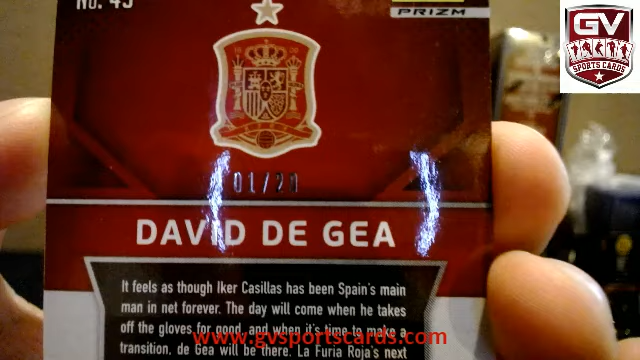 No. 45
PRIZM
GV
SPORTS CARDS
DAVID DE GEA
It feels as though Iker Casillas has been Spain's main
man in net forever. The day will come when he takes
off the gloves for good, and when it's time to make a
www.gvsportscards.com
transition, de Gea will be there. La Furia Roja's next